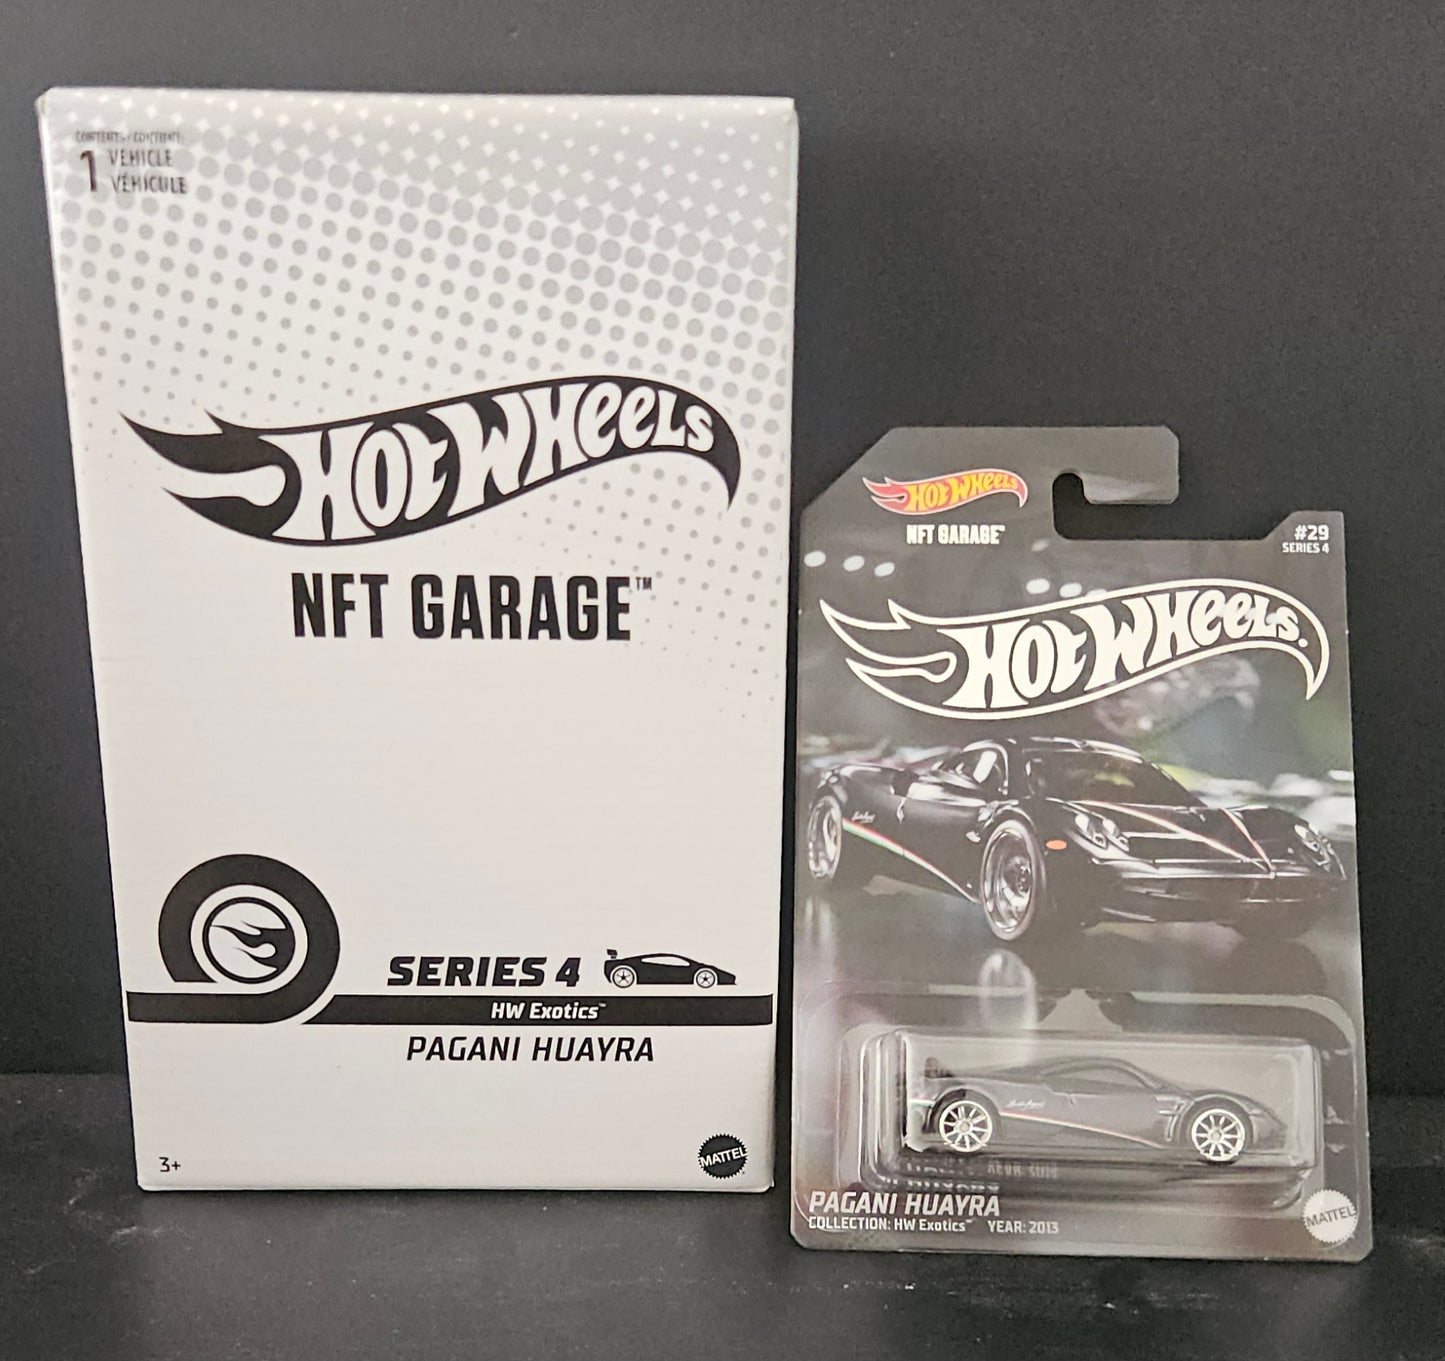 CONTENTS / CONTIENT:
1 VEHICLE
VÉHICULE
HOT WHEELS
NFT GARAGE™
SERIES 4
HW Exotics™
PAGANI HUAYRA
3+
MATTEL
HOT WHEELS
NFT GARAGE™
#29
SERIES 4
HOT WHEELS
PAGANI HUAYRA
COLLECTION: HW Exotics™ YEAR: 2013
MATTEL